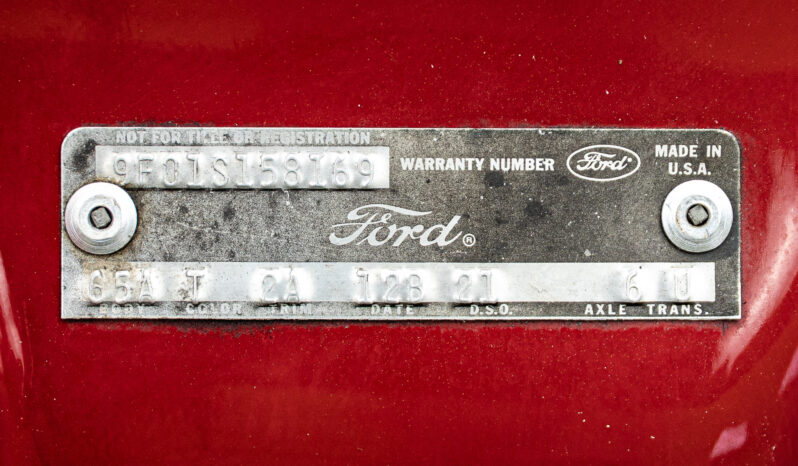 NOT FOR TITLE OR REGISTRATION
9F01S158169 WARRANTY NUMBER Ford MADE IN U.S.A.
Ford®
65A T 2A 12B 21 6 U
BODY COLOR TRIM DATE D.S.O. AXLE TRANS.